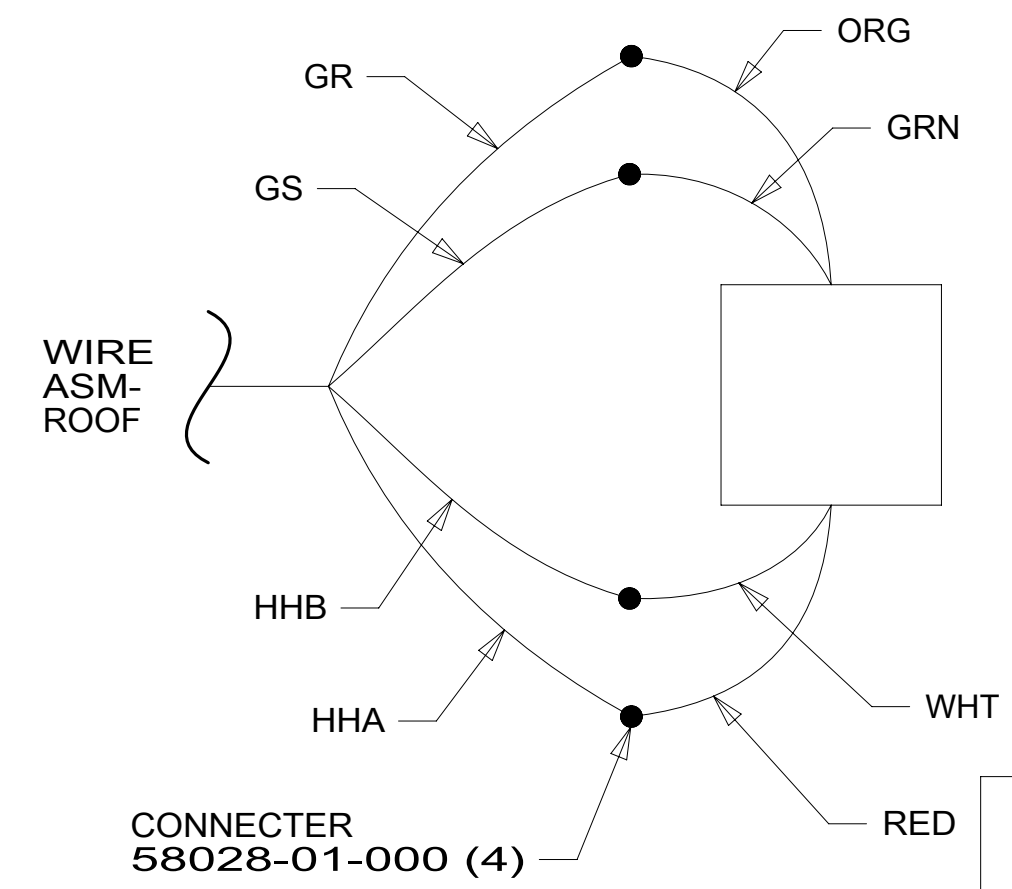 ORG
GR
GRN
GS
WIRE
ASM-
ROOF
HHB
HHA
WHT
RED
CONNECTER
58028-01-000 (4)